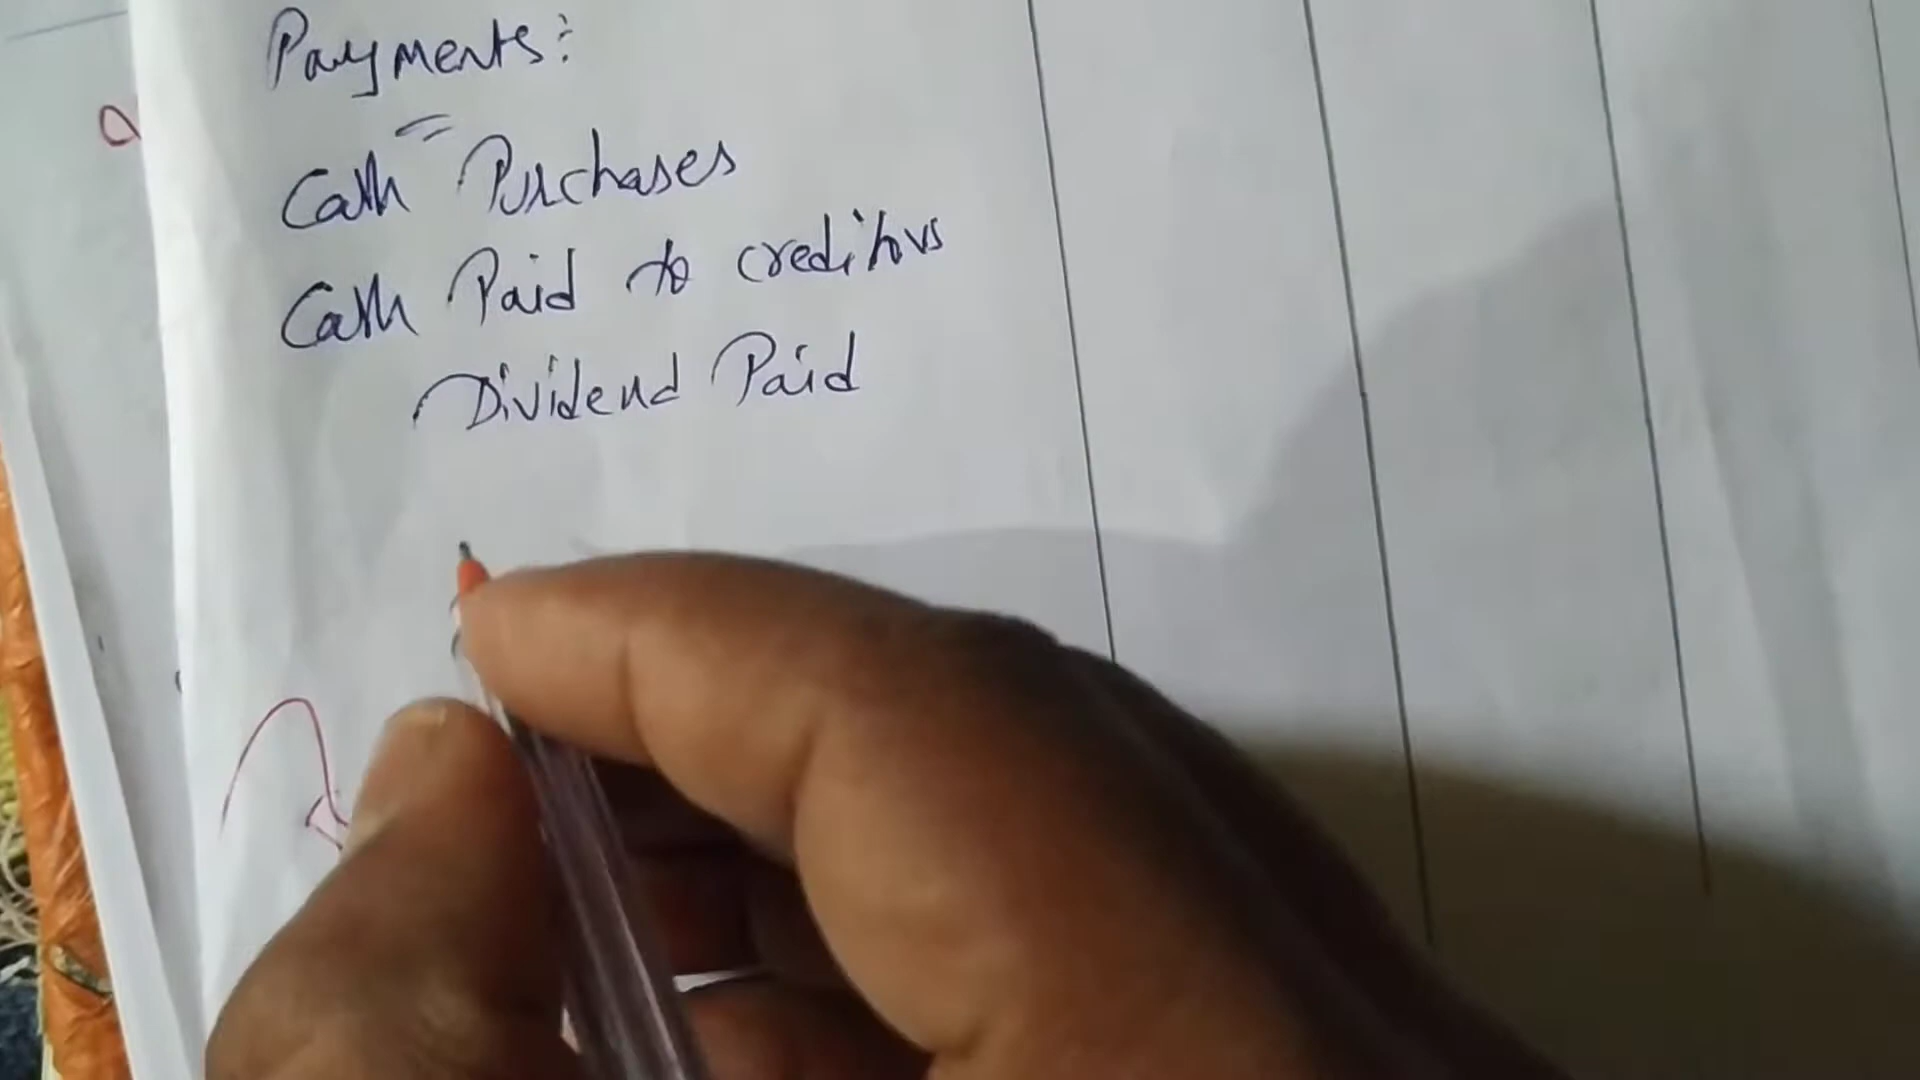 Payments:
Cash Purchases
Cash Paid to creditors
Dividend Paid